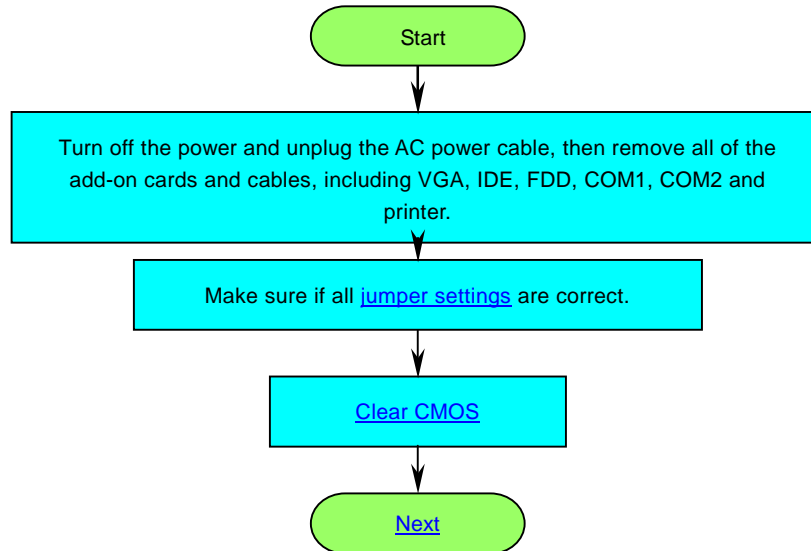 Start
Turn off the power and unplug the AC power cable, then remove all of the
add-on cards and cables, including VGA, IDE, FDD, COM1, COM2 and
printer.
Make sure if all jumper settings are correct.
Clear CMOS
Next